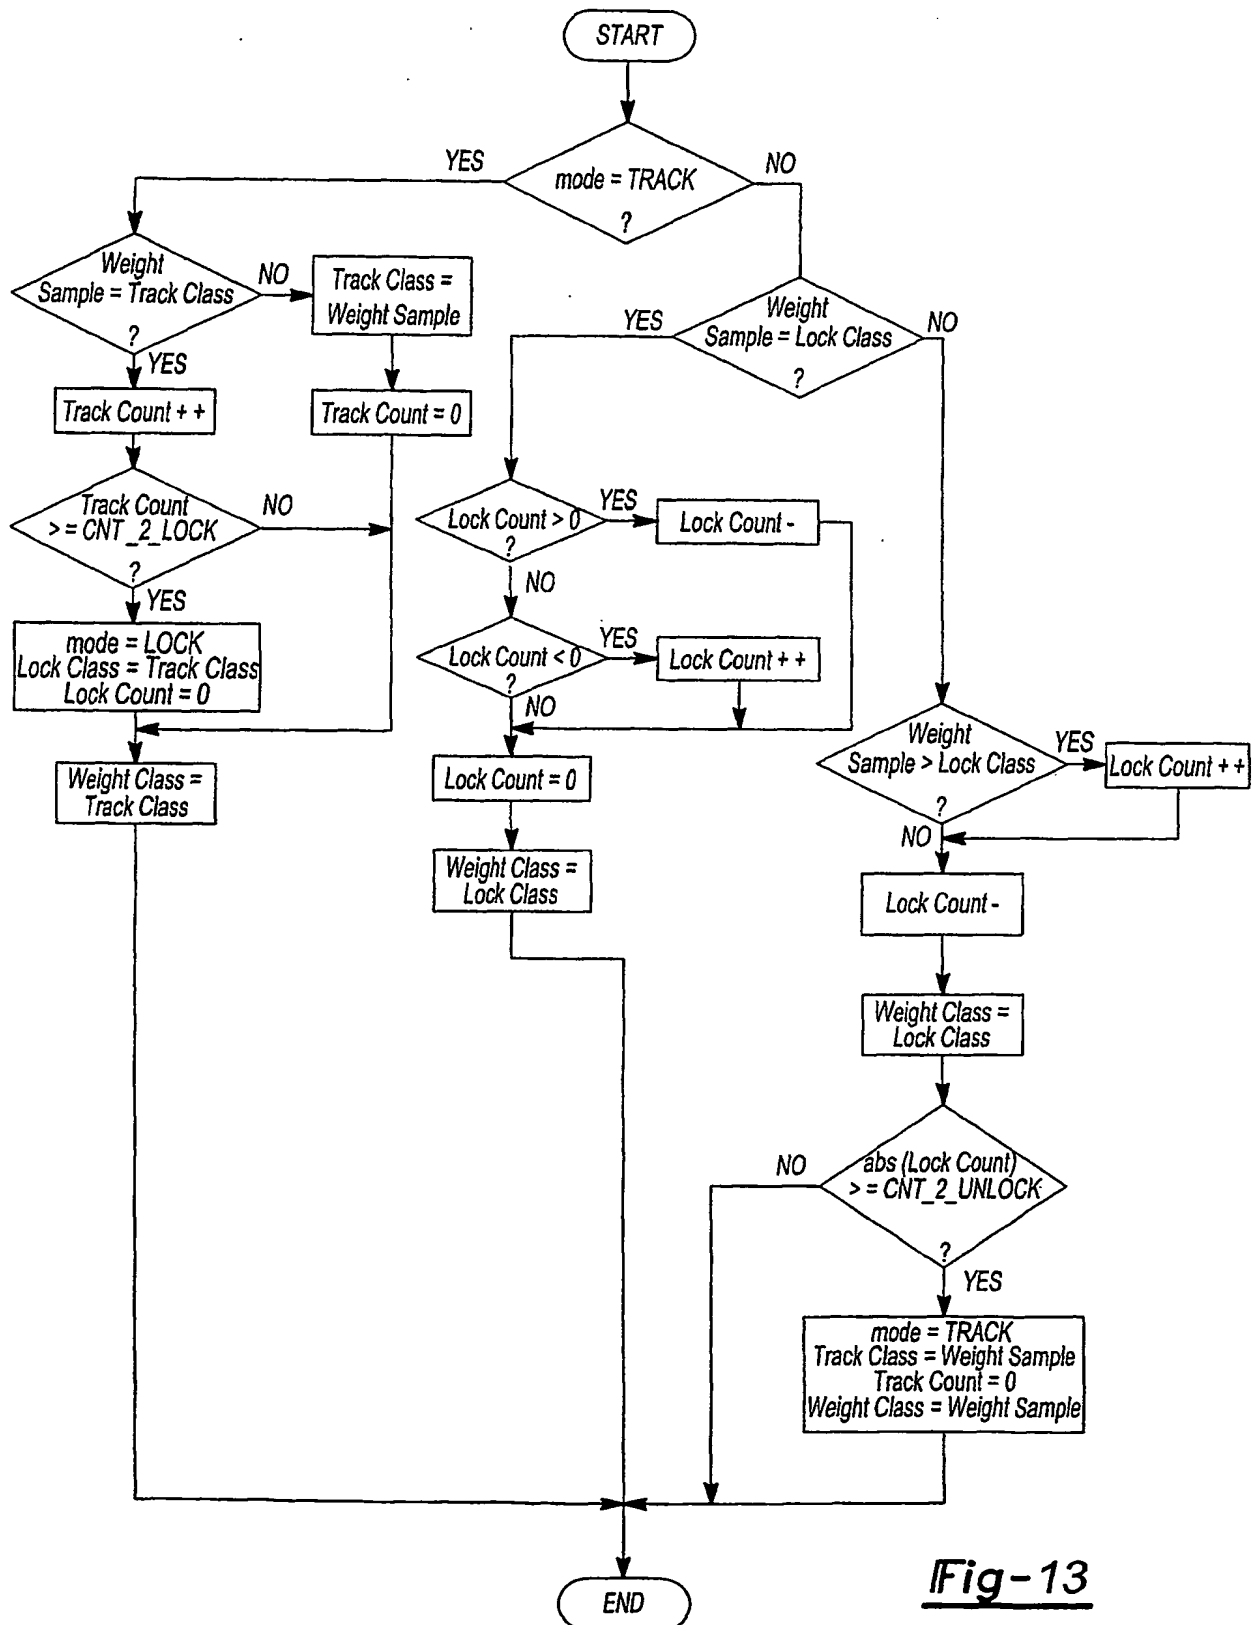 START
YES
NO
mode = TRACK
?
Weight
Sample = Track Class
?
NO
Track Class =
Weight Sample
YES
Track Count + +
Track Count = 0
Track Count
> = CNT_2_LOCK
?
NO
YES
mode = LOCK
Lock Class = Track Class
Lock Count = 0
Weight Class =
Track Class
YES
Weight
Sample = Lock Class
?
NO
Lock Count > 0
?
YES
Lock Count -
NO
Lock Count < 0
?
YES
Lock Count + +
NO
Lock Count = 0
Weight Class =
Lock Class
Weight
Sample > Lock Class
?
YES
Lock Count + +
NO
Lock Count -
Weight Class =
Lock Class
NO
abs (Lock Count)
> = CNT_2_UNLOCK
?
YES
mode = TRACK
Track Class = Weight Sample
Track Count = 0
Weight Class = Weight Sample
END
Fig-13